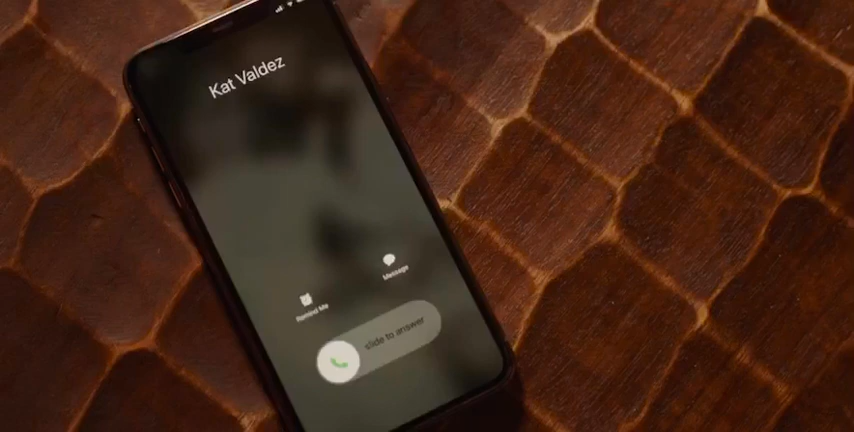 Kat Valdez
Message
Remind Me
slide to answer